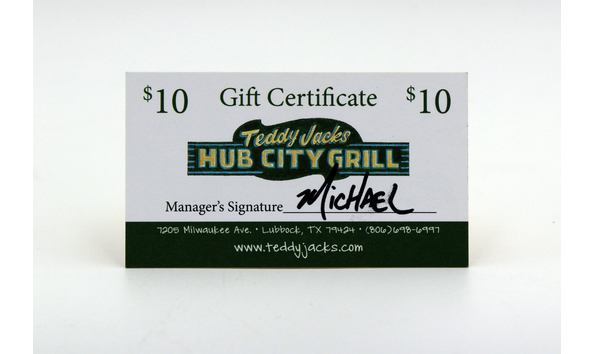 $10 Gift Certificate $10
Teddy Jacks
HUB CITY GRILL
Manager's Signature MICHAEL
7205 Milwaukee Ave. • Lubbock, TX 79424 • (806)698-6997
www.teddyjacks.com